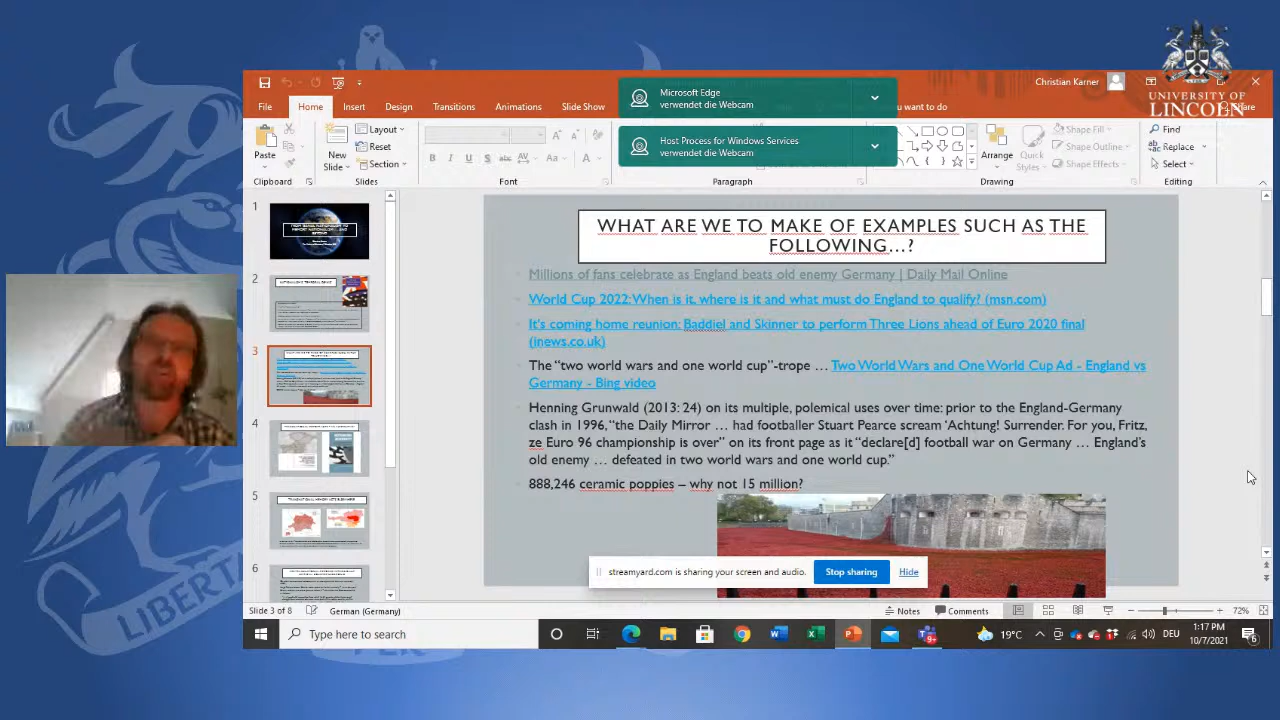 UNIVERSITY OF
LINCOLN
Christian Karner
File
Home
Insert
Design
Transitions
Animations
Slide Show
Microsoft Edge
verwendet die Webcam
Host Process for Windows Services
verwendet die Webcam
u want to do
Share
Paste
New
Slide
Layout
Reset
Section
Arrange
Quick
Styles
Shape Fill
Shape Outline
Shape Effects
Find
Replace
Select
Clipboard
Slides
Font
Paragraph
Drawing
Editing
1
2
3
4
5
6
WHAT ARE WE TO MAKE OF EXAMPLES SUCH AS THE
FOLLOWING…?
Millions of fans celebrate as England beats old enemy Germany | Daily Mail Online
World Cup 2022: When is it, where is it and what must do England to qualify? (msn.com)
It's coming home reunion: Baddiel and Skinner to perform Three Lions ahead of Euro 2020 final
(inews.co.uk)
The "two world wars and one world cup"-trope … Two World Wars and One World Cup Ad - England vs
Germany - Bing video
Henning Grunwald (2013: 24) on its multiple, polemical uses over time: prior to the England-Germany
clash in 1996, "the Daily Mirror … had footballer Stuart Pearce scream 'Achtung! Surrender. For you, Fritz,
ze Euro 96 championship is over" on its front page as it "declare[d] football war on Germany … England's
old enemy … defeated in two world wars and one world cup."
888,246 ceramic poppies – why not 15 million?
streamyard.com is sharing your screen and audio.
Stop sharing
Hide
Slide 3 of 8
German (Germany)
Notes
Comments
72%
Type here to search
19°C
DEU
1:17 PM
10/7/2021
LIBERT